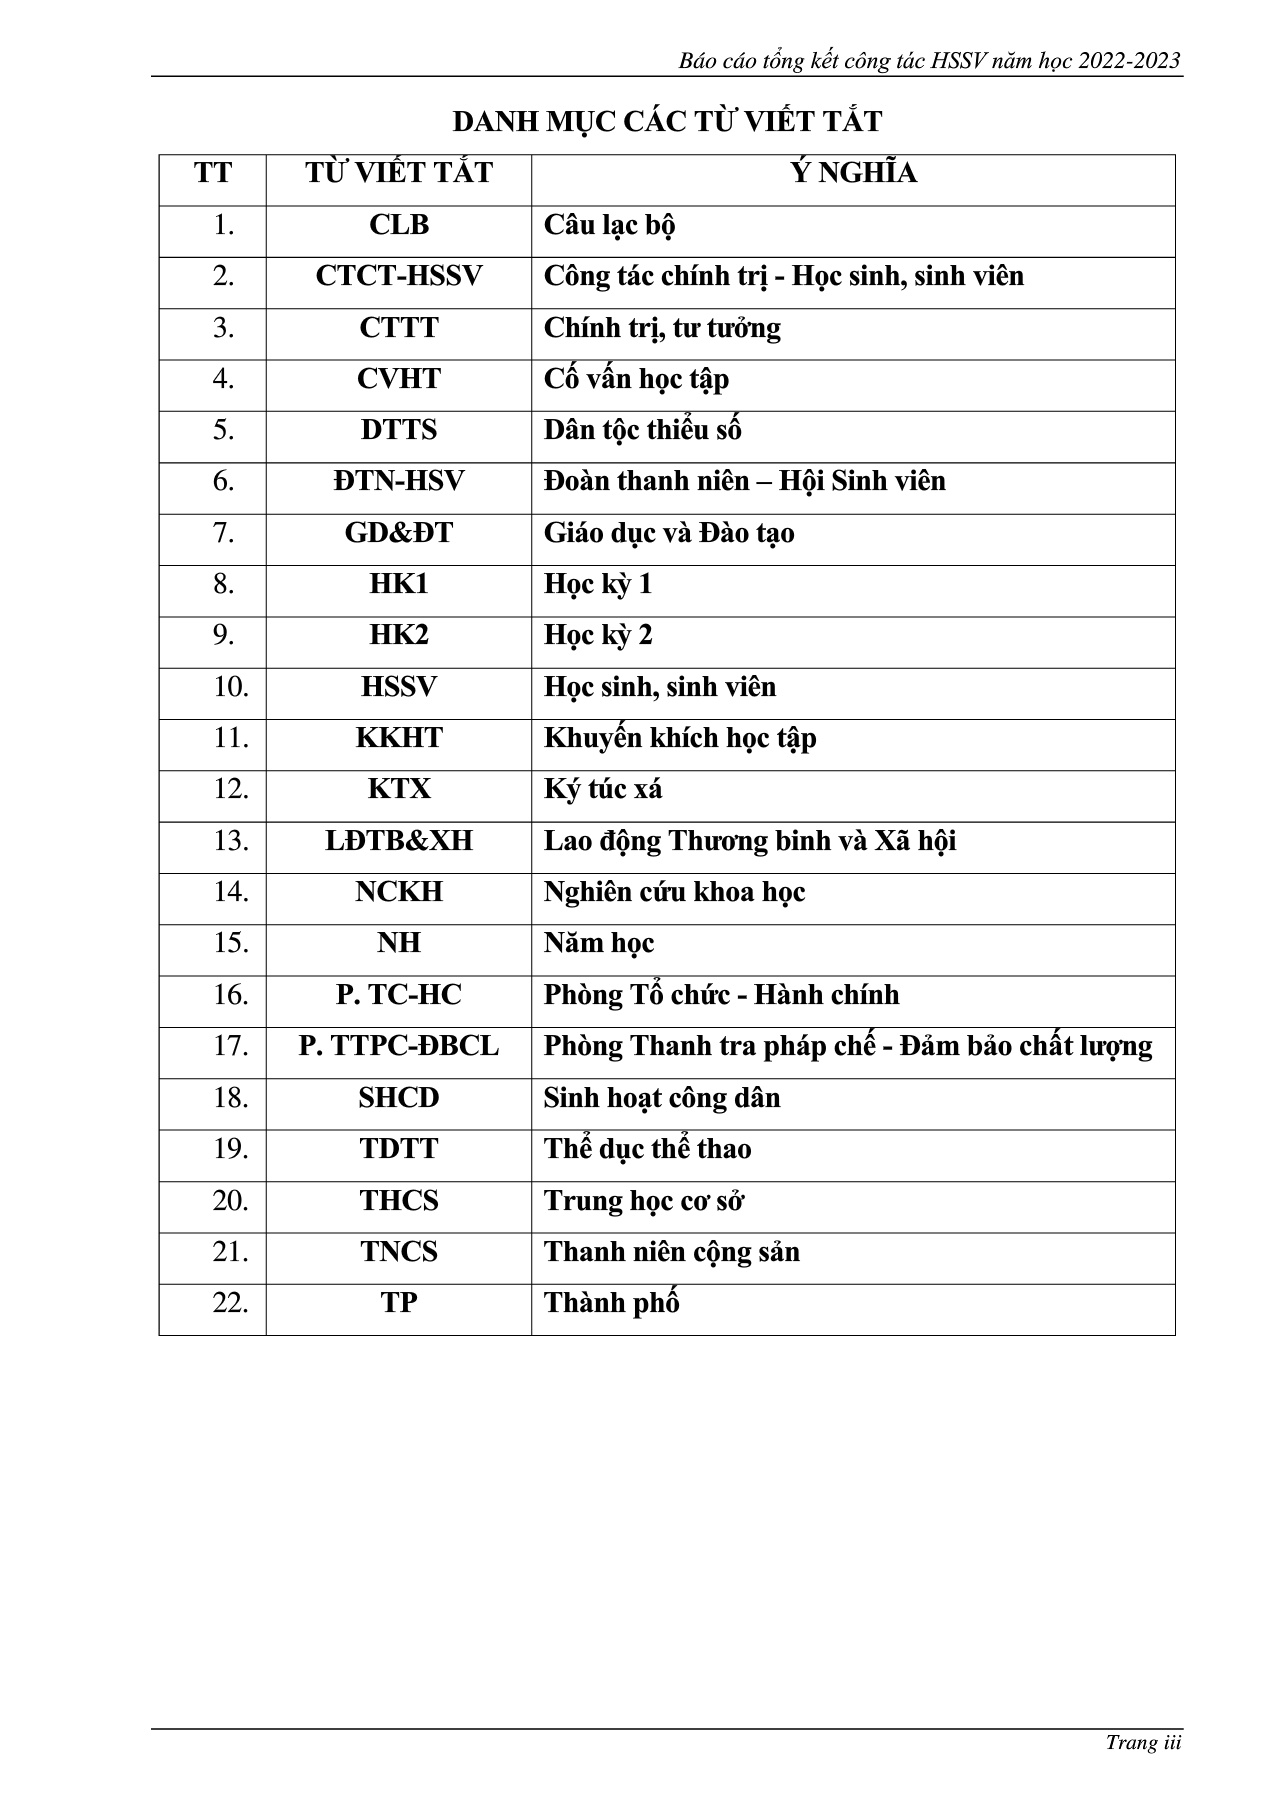 Báo cáo tổng kết công tác HSSV năm học 2022-2023
DANH MỤC CÁC TỪ VIẾT TẮT
TT TỪ VIẾT TẮT Ý NGHĨA
1. CLB Câu lạc bộ
2. CTCT-HSSV Công tác chính trị - Học sinh, sinh viên
3. CTTT Chính trị, tư tưởng
4. CVHT Cố vấn học tập
5. DTTS Dân tộc thiểu số
6. ĐTN-HSV Đoàn thanh niên – Hội Sinh viên
7. GD&ĐT Giáo dục và Đào tạo
8. HK1 Học kỳ 1
9. HK2 Học kỳ 2
10. HSSV Học sinh, sinh viên
11. KKHT Khuyến khích học tập
12. KTX Ký túc xá
13. LĐTB&XH Lao động Thương binh và Xã hội
14. NCKH Nghiên cứu khoa học
15. NH Năm học
16. P. TC-HC Phòng Tổ chức - Hành chính
17. P. TTPC-ĐBCL Phòng Thanh tra pháp chế - Đảm bảo chất lượng
18. SHCD Sinh hoạt công dân
19. TDTT Thể dục thể thao
20. THCS Trung học cơ sở
21. TNCS Thanh niên cộng sản
22. TP Thành phố
Trang iii